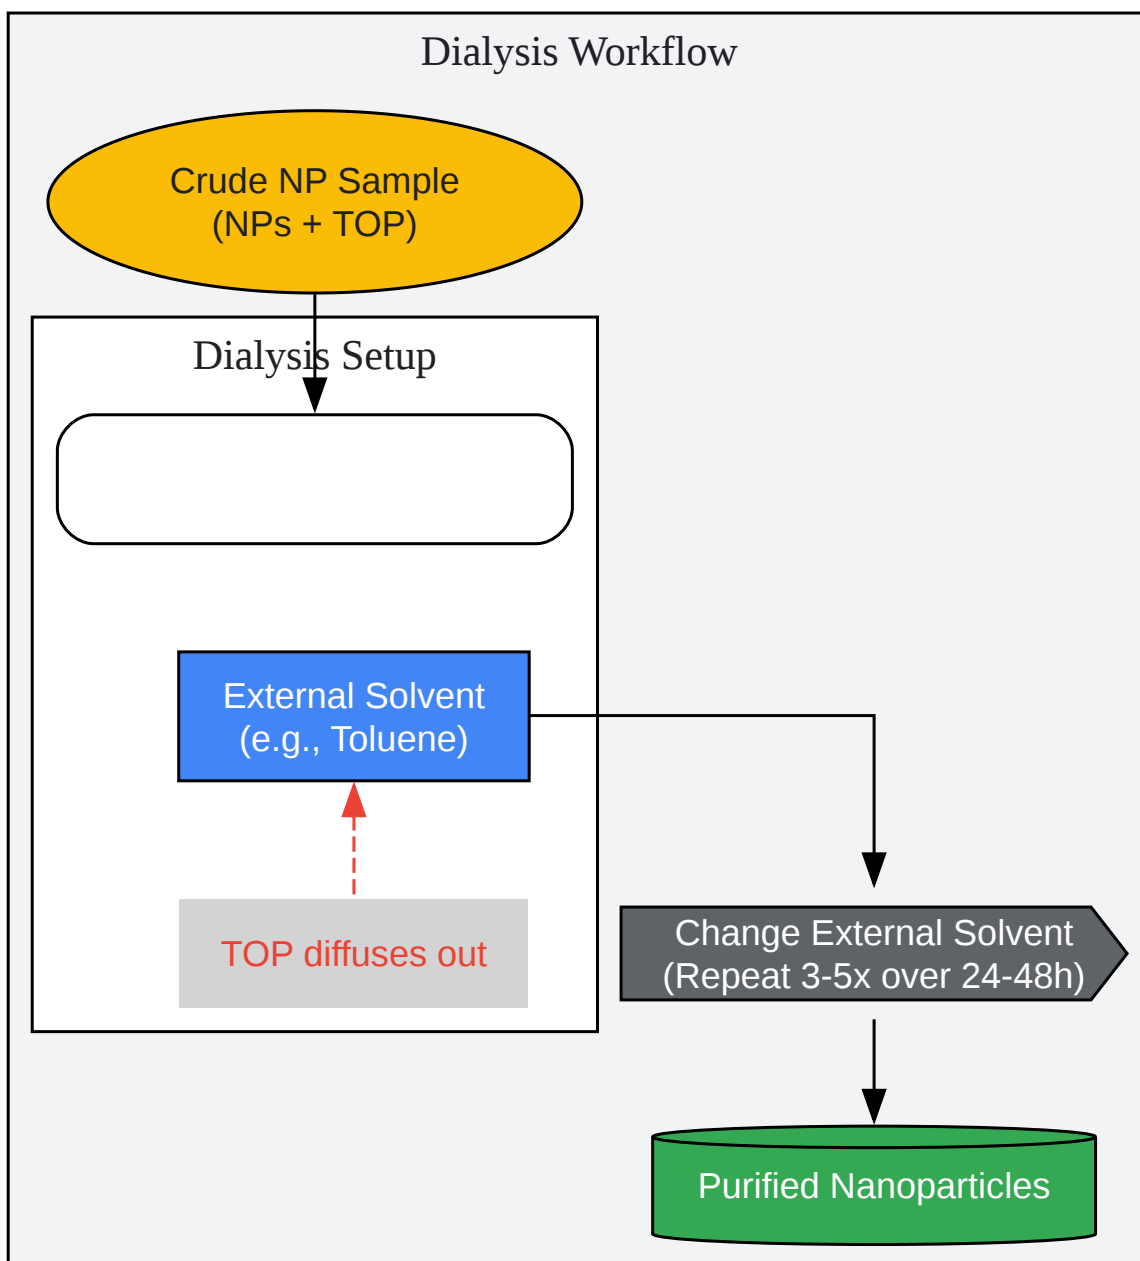 Dialysis Workflow
Crude NP Sample
(NPs + TOP)
Dialysis Setup
External Solvent
(e.g., Toluene)
TOP diffuses out
Change External Solvent
(Repeat 3-5x over 24-48h)
Purified Nanoparticles